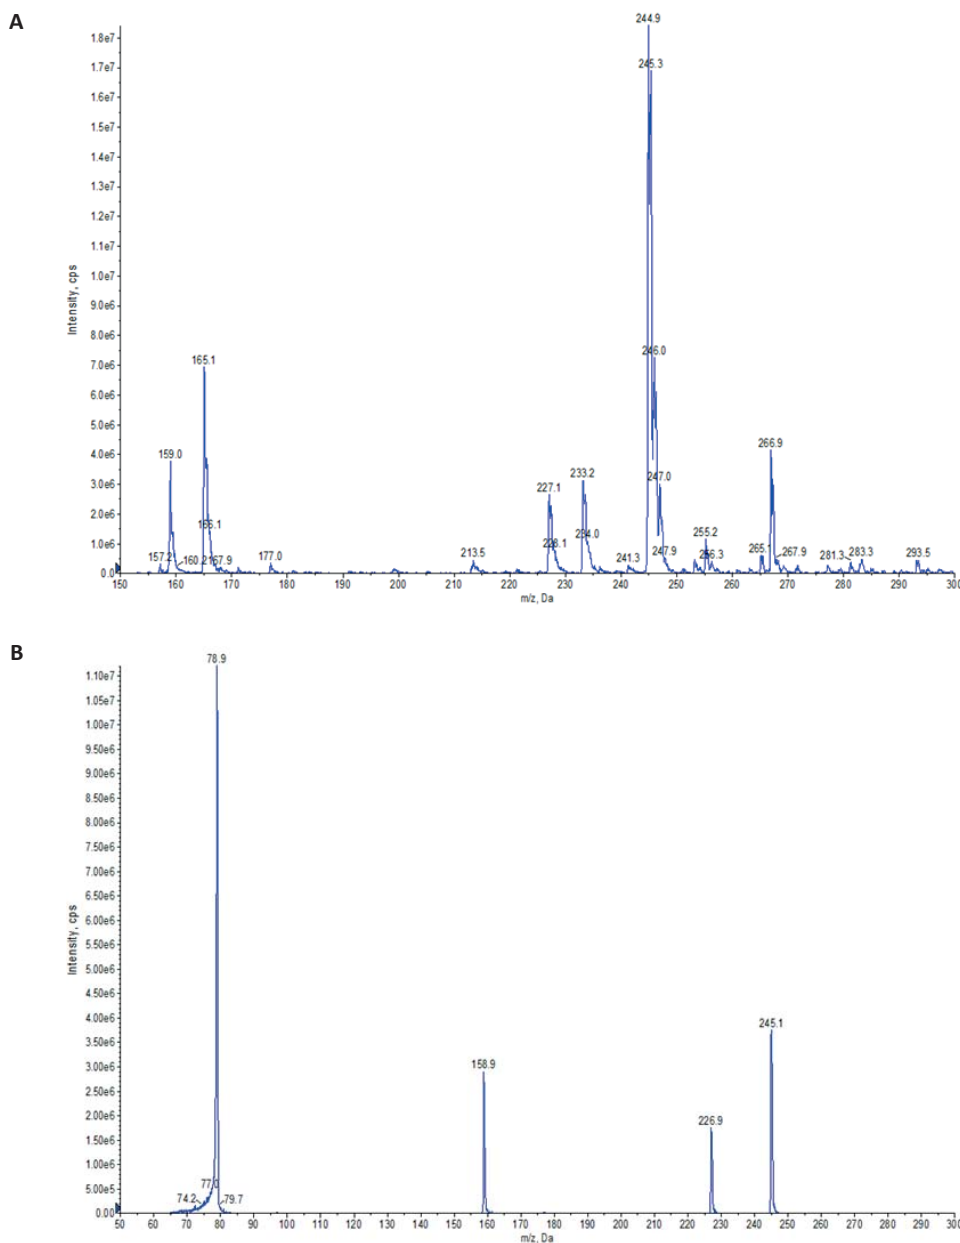 A
244.9
1.8e7
245.3
1.7e7
1.6e7
1.5e7
1.4e7
1.3e7
1.2e7
1.1e7
1.0e7
Intensity, cps
9.0e6
8.0e6
246.0
7.0e6
165.1
6.0e6
5.0e6
266.9
4.0e6
159.0
233.2
3.0e6
247.0
227.1
2.0e6
166.1
234.0
255.2
1.0e6
228.1
247.9
157.2
160.2
167.9
177.0
213.5
241.3
256.3
265.1
267.9
281.3
283.3
293.5
0.0
150 160 170 180 190 200 210 220 230 240 250 260 270 280 290 300
m/z, Da
B
78.9
1.10e7
1.05e7
1.00e7
9.50e6
9.00e6
8.50e6
8.00e6
7.50e6
7.00e6
6.50e6
6.00e6
Intensity, cps
5.50e6
5.00e6
4.50e6
4.00e6
245.1
3.50e6
3.00e6
158.9
2.50e6
2.00e6
226.9
1.50e6
1.00e6
77.0
5.00e5
74.2
79.7
0.00
50 60 70 80 90 100 110 120 130 140 150 160 170 180 190 200 210 220 230 240 250 260 270 280 290 300
m/z, Da